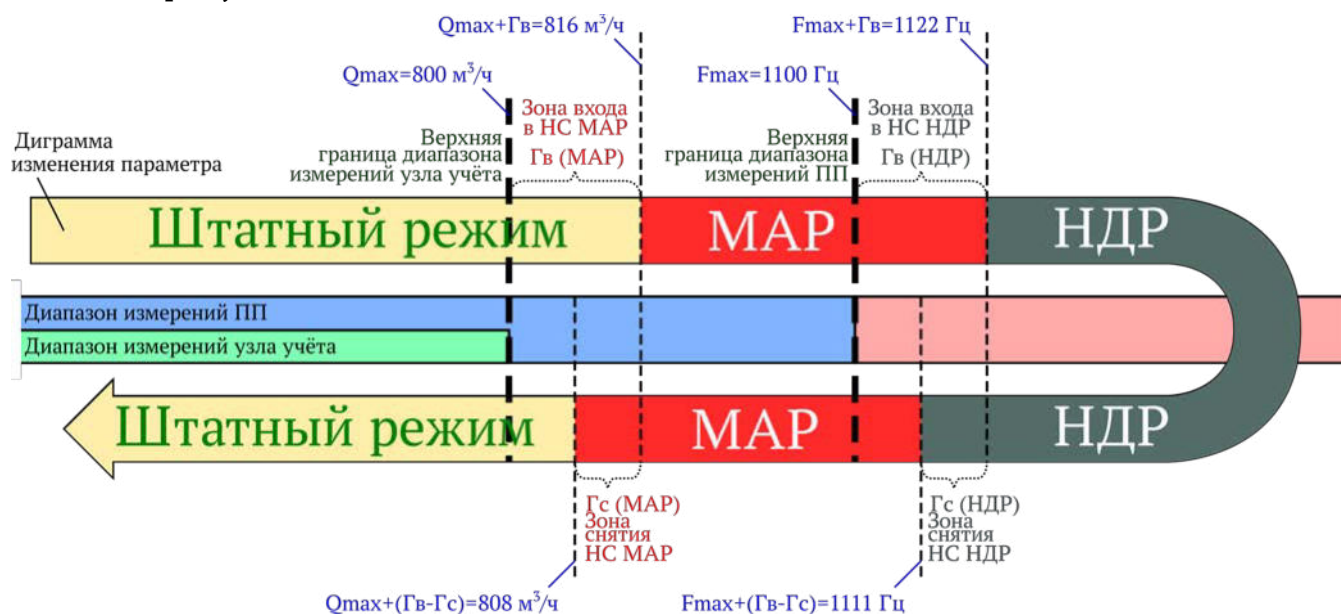 Qmax+Гв=816 м³/ч
Fmax+Гв=1122 Гц
Qmax=800 м³/ч
Fmax=1100 Гц
Диграмма
изменения параметра
Верхняя
граница диапазона
измерений узла учёта
Зона входа
в НС МАР
Гв (МАР)
Верхняя
граница диапазона
измерений ПП
Зона входа
в НС НДР
Гв (НДР)
Штатный режим
МАР
НДР
Диапазон измерений ПП
Диапазон измерений узла учёта
Штатный режим
МАР
НДР
Гс (МАР)
Зона
снятия
НС МАР
Гс (НДР)
Зона
снятия
НС НДР
Qmax+(Гв-Гс)=808 м³/ч
Fmax+(Гв-Гс)=1111 Гц